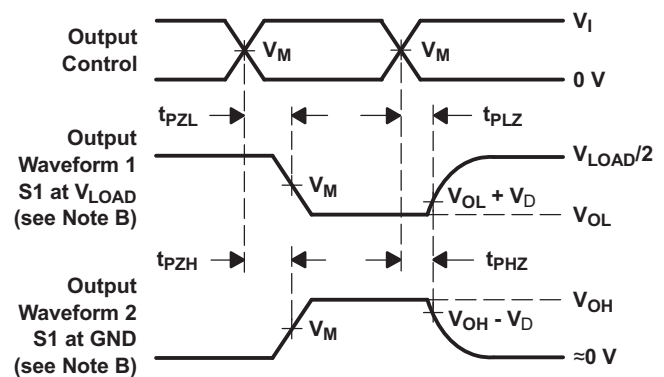 Output
Control
V_M
V_M
V_I
0 V
t_PZL
t_PLZ
Output
Waveform 1
S1 at V_LOAD
(see Note B)
V_M
V_LOAD/2
V_OL + V_D
V_OL
t_PZH
t_PHZ
Output
Waveform 2
S1 at GND
(see Note B)
V_M
V_OH
V_OH - V_D
≈0 V